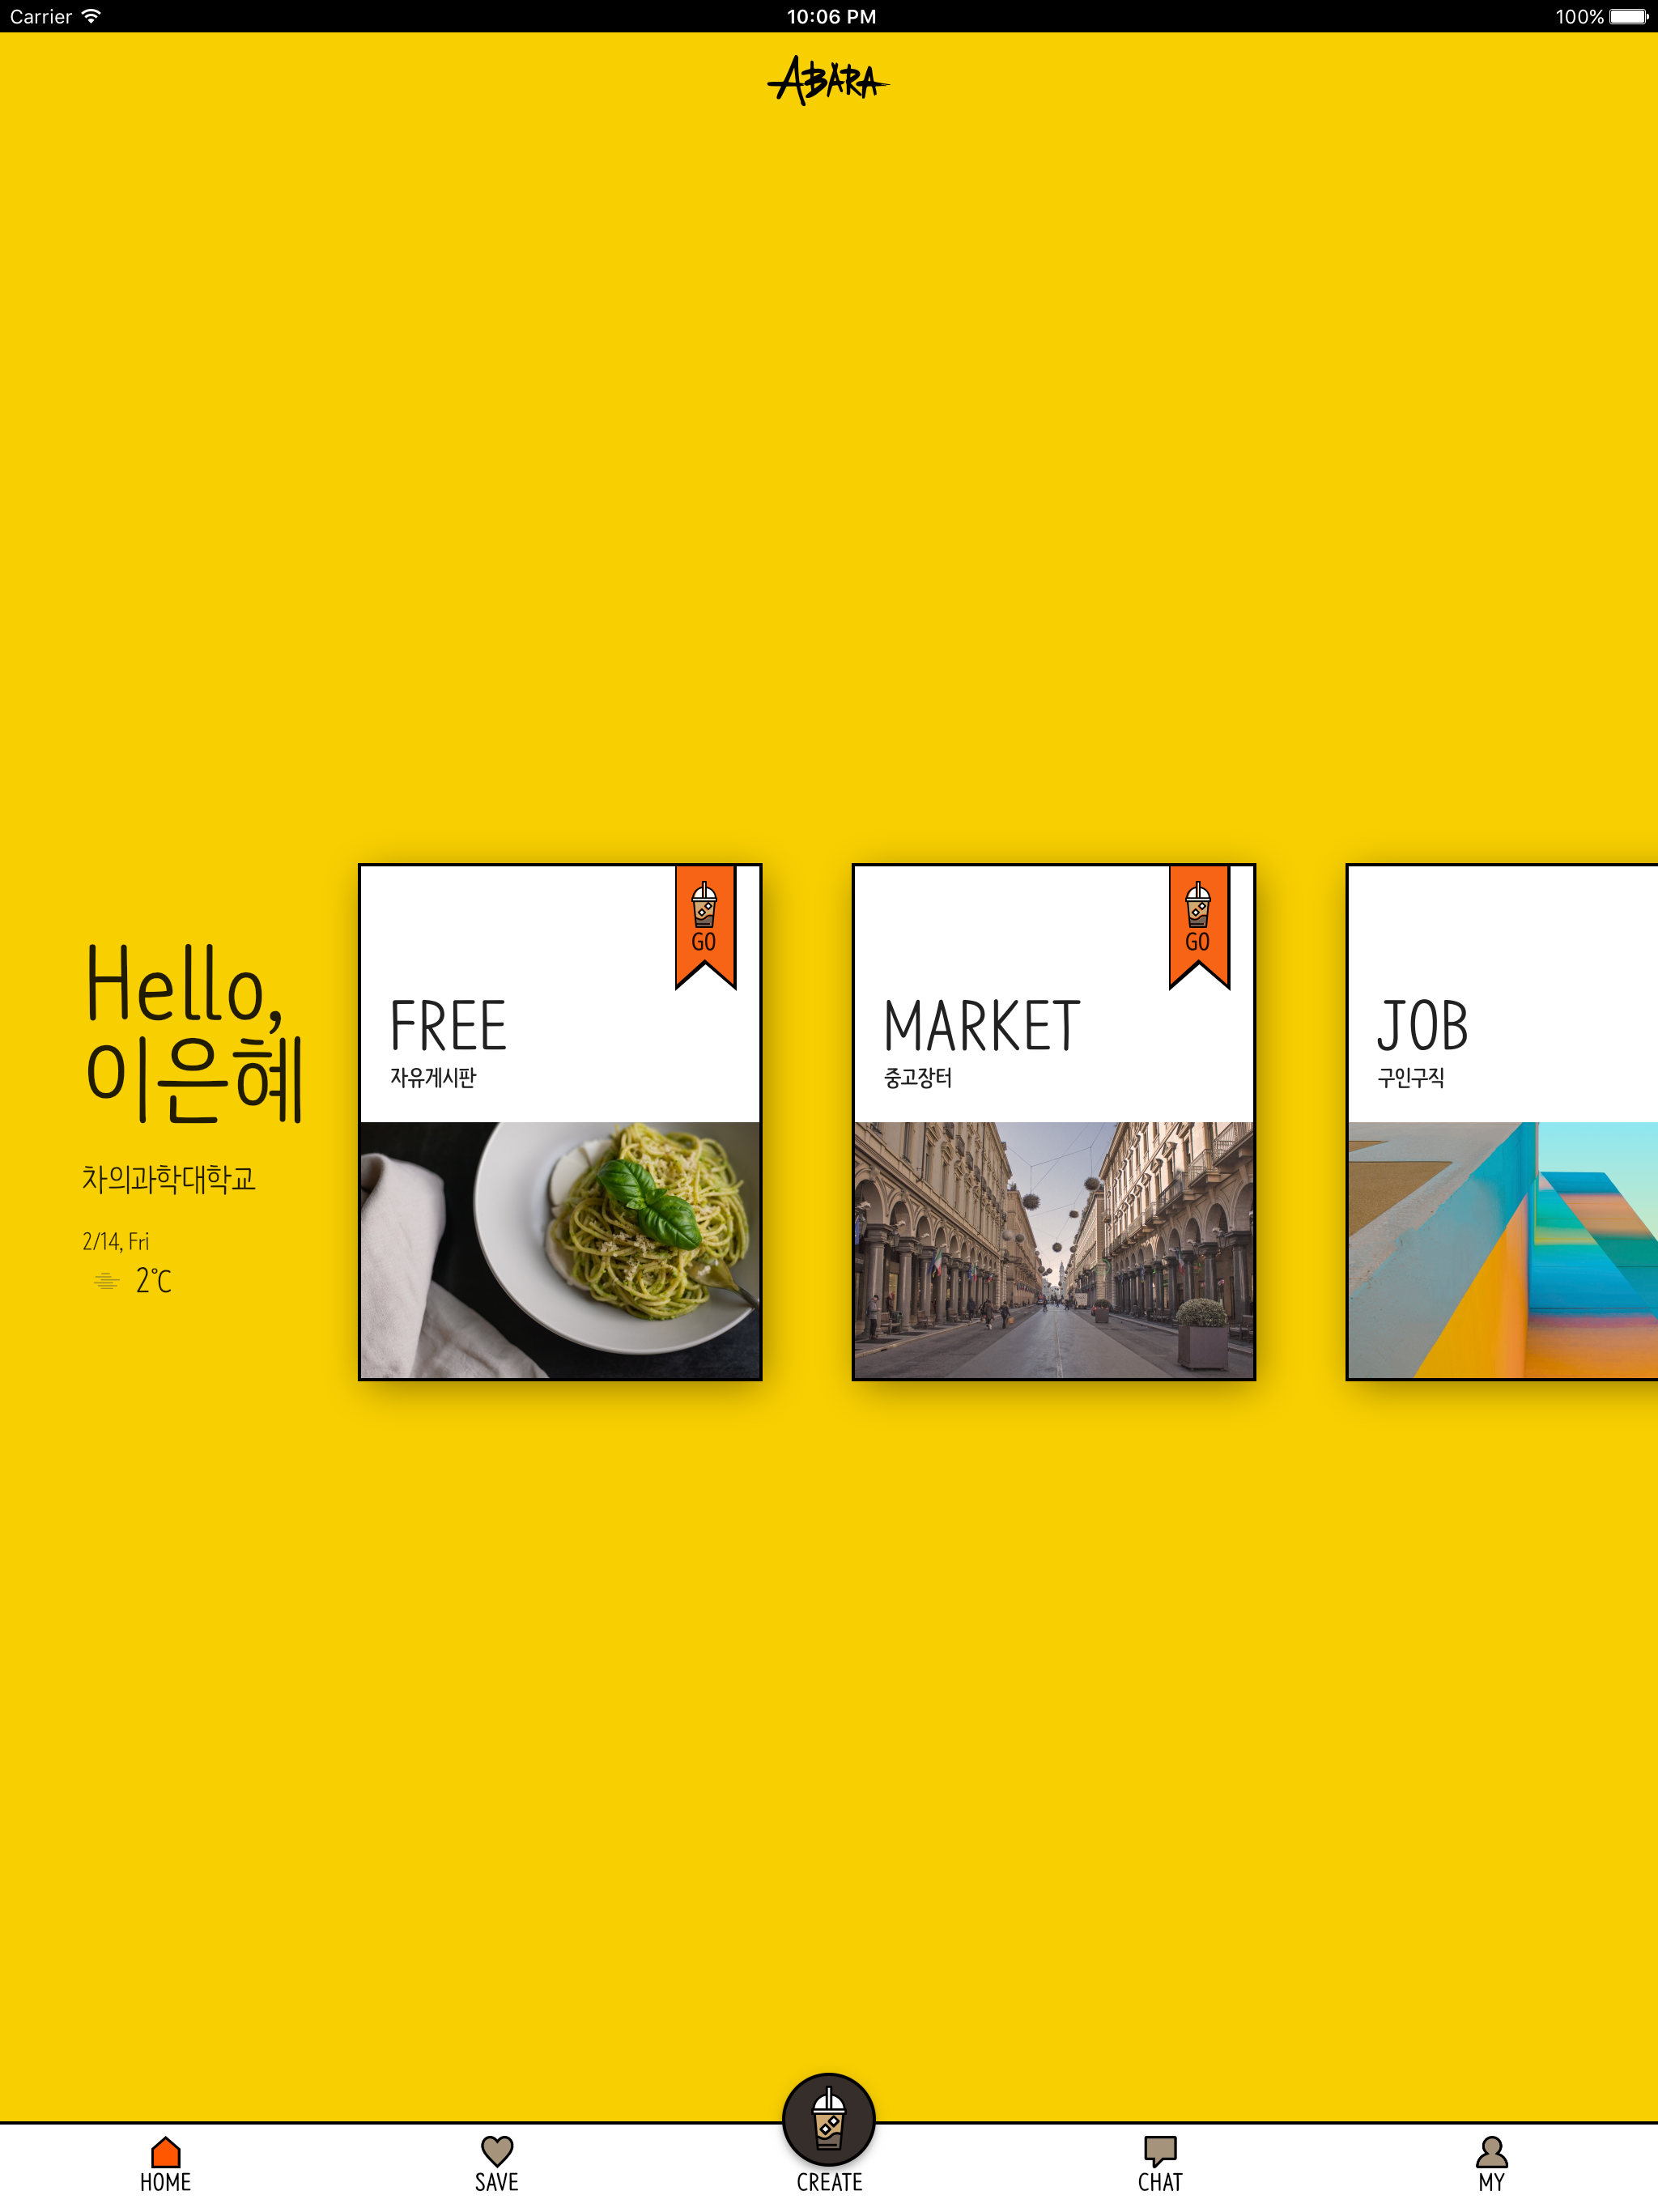 Carrier 10:06 PM 100%
ABARA
Hello,
이은혜
차의과학대학교
2/14, Fri
2°C
GO
FREE
자유게시판
GO
MARKET
중고장터
JOB
구인구직
HOME SAVE CREATE CHAT MY